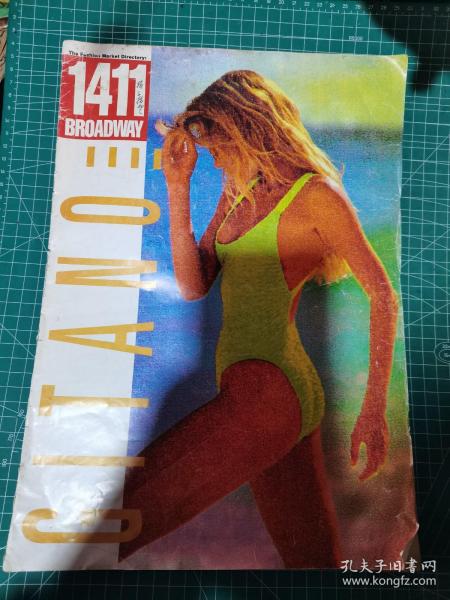 The Fashion Market Directory:
1411
BROADWAY
GITANO
孔夫子旧书网
www.kongfz.com